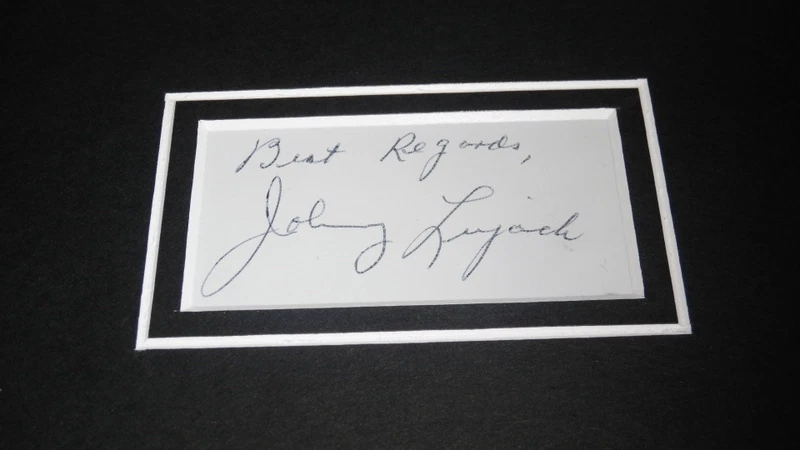 Best Regards,
Johnny Lujack